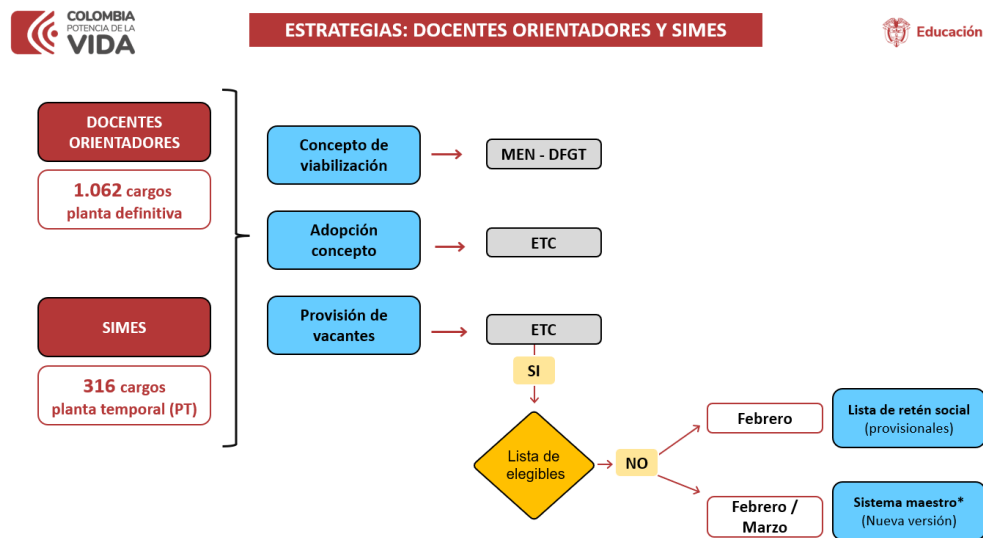 COLOMBIA
POTENCIA DE LA
VIDA
ESTRATEGIAS: DOCENTES ORIENTADORES Y SIMES
Educación
DOCENTES
ORIENTADORES
1.062 cargos
planta definitiva
SIMES
316 cargos
planta temporal (PT)
Concepto de
viabilización
MEN - DFGT
Adopción
concepto
ETC
Provisión de
vacantes
ETC
SI
Lista de
elegibles
NO
Febrero
Lista de retén social
(provisionales)
Febrero /
Marzo
Sistema maestro*
(Nueva versión)